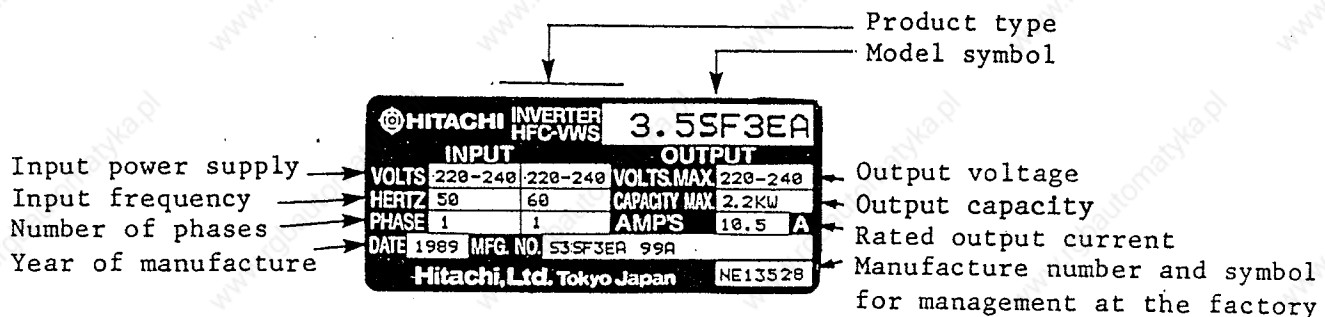 Product type
Model symbol
HITACHI INVERTER HFC-VWS 3.5SF3EA
INPUT OUTPUT
Input power supply VOLTS 220-240 220-240 VOLTS.MAX. 220-240 Output voltage
Input frequency HERTZ 50 60 CAPACITY MAX. 2.2KW Output capacity
Number of phases PHASE 1 1 AMP'S 10.5 A Rated output current
Year of manufacture DATE 1989 MFG. NO. S3SF3EA 99A
Hitachi, Ltd. Tokyo Japan NE13528 Manufacture number and symbol
for management at the factory